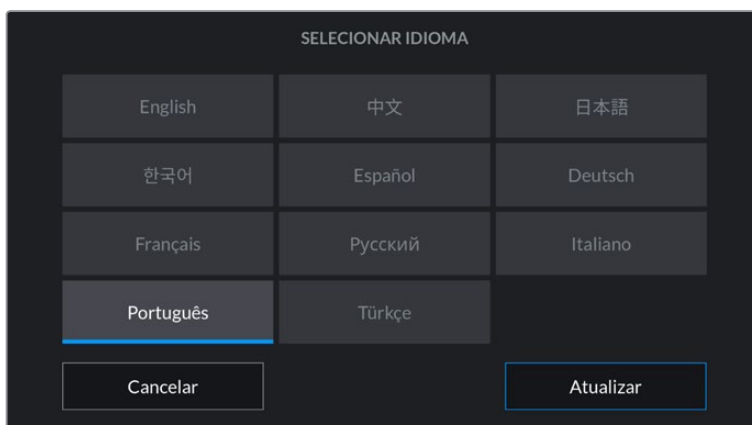 SELECIONAR IDIOMA
English 中文 日本語
한국어 Español Deutsch
Français Русский Italiano
Português Türkçe
Cancelar Atualizar